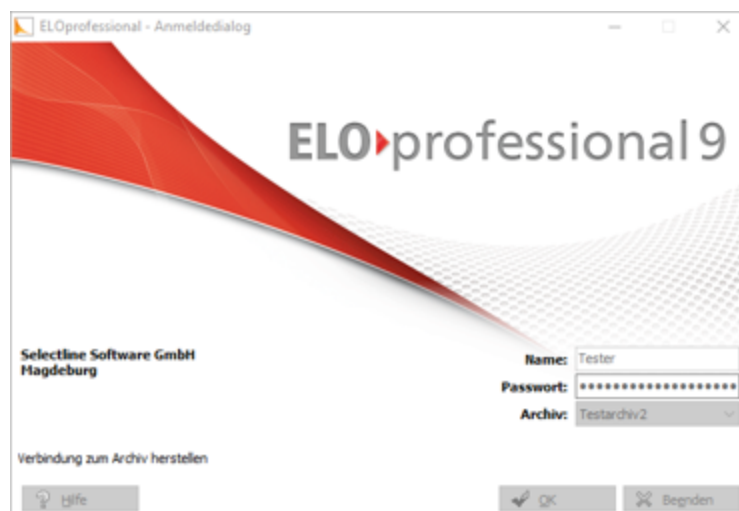 ELOprofessional - Anmeldedialog
ELO professional 9
Selectline Software GmbH
Magdeburg
Name: Tester
Passwort: ••••••••••••••••••••
Archiv: Testarchiv2
Verbindung zum Archiv herstellen
Hilfe
OK
Beenden